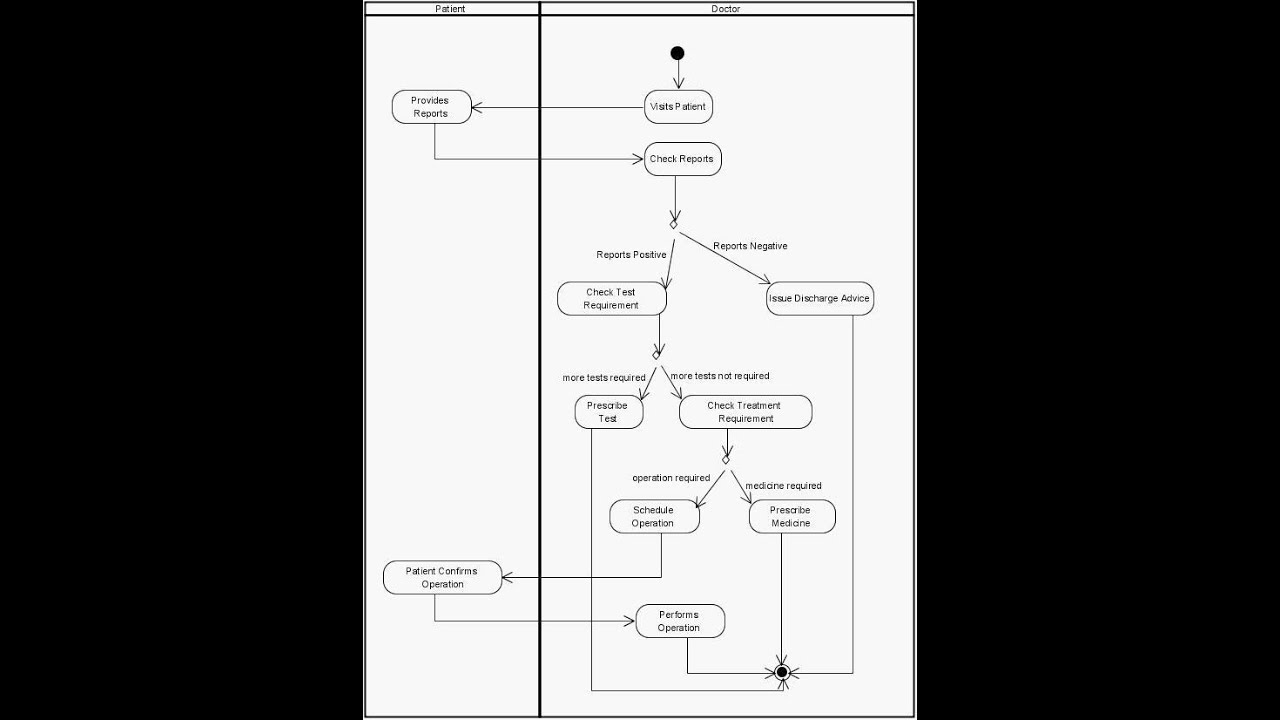 Patient
Doctor
Provides
Reports
Visits Patient
Check Reports
Reports Positive
Reports Negative
Check Test
Requirement
Issue Discharge Advice
more tests required
more tests not required
Prescribe
Test
Check Treatment
Requirement
operation required
medicine required
Schedule
Operation
Prescribe
Medicine
Patient Confirms
Operation
Performs
Operation